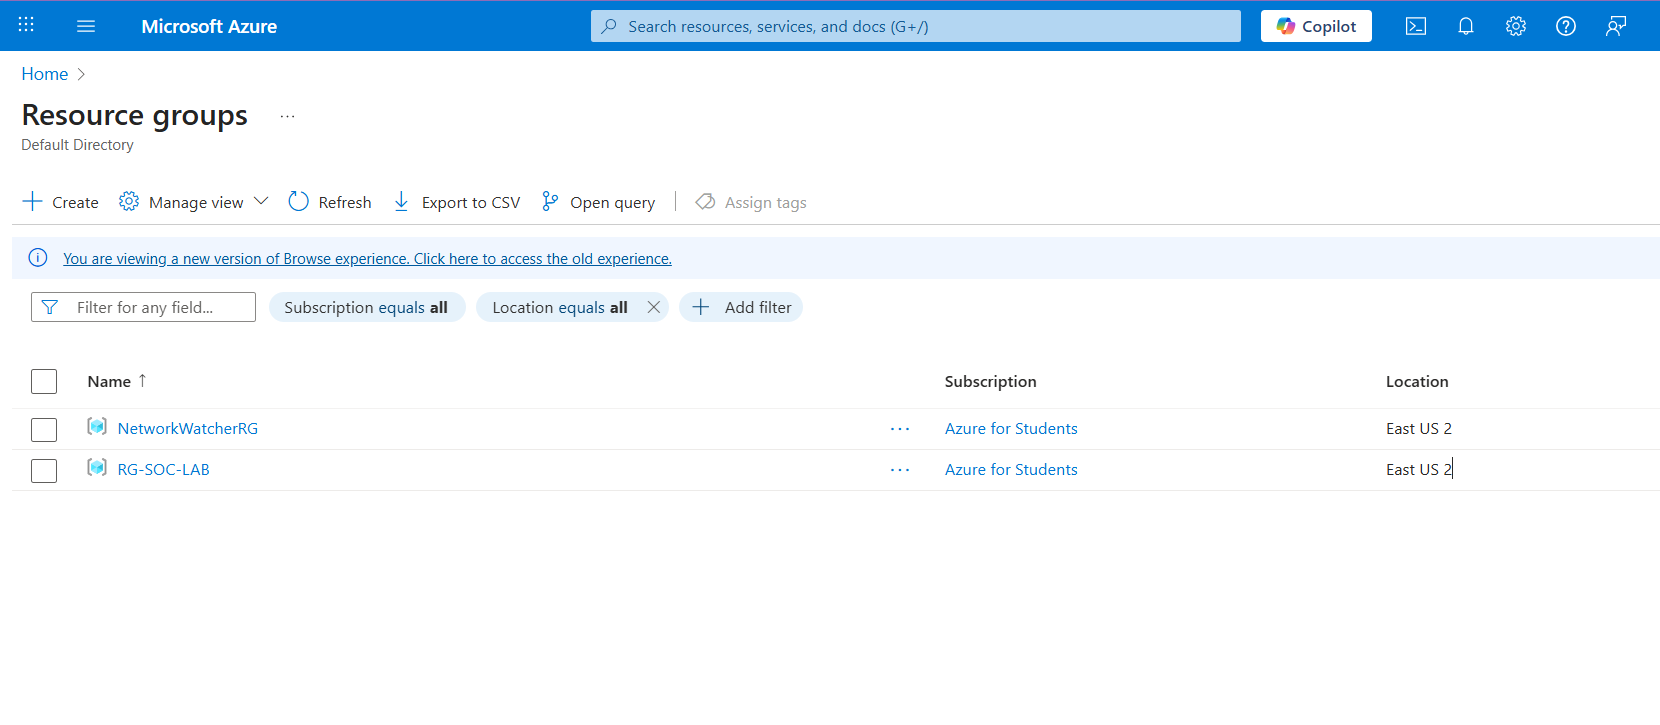 Microsoft Azure
Search resources, services, and docs (G+/)
Copilot
Home
Resource groups ...
Default Directory
Create Manage view Refresh Export to CSV Open query Assign tags
You are viewing a new version of Browse experience. Click here to access the old experience.
Filter for any field... Subscription equals all Location equals all Add filter
Name ↑ Subscription Location
NetworkWatcherRG ... Azure for Students East US 2
RG-SOC-LAB ... Azure for Students East US 2